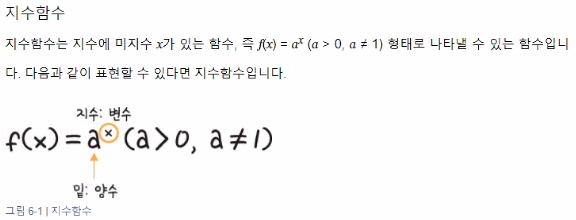 지수함수
지수함수는 지수에 미지수 x가 있는 함수, 즉 f(x) = aˣ (a > 0, a ≠ 1) 형태로 나타낼 수 있는 함수입니
다. 다음과 같이 표현할 수 있다면 지수함수입니다.
지수: 변수
f(x) = aˣ (a>0, a≠1)
밑: 양수
그림 6-1 | 지수함수